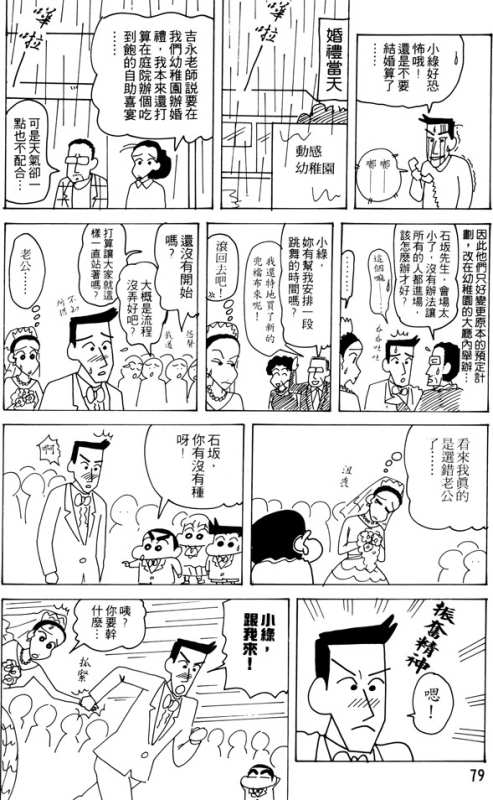 小綠好恐
怖哦！
還是不要
結婚算了
…
嘟
嘟
婚禮當天
動感
幼稚園
嘩
啦
吉永老師說要在
我們幼稚園辦婚
禮，我本來還打
算在庭院辦個吃
到飽的自助喜宴
……
嘩
啦
可是天氣卻一
點也不配合…
因此他們只好變更原本的預定計
劃，改在幼稚園的大廳內舉辦…
石坂先生，會場太
小了，沒有辦法讓
所有的人都進場，
該怎麼辦才好？
這個嘛……
小綠，
妳有幫我安排一段
跳舞的時間嗎？
我還特地買了新的
兜襠布來呢！
滾回去吧
還沒有開始
嗎？
大概是流程
沒弄好吧？
打算讓大家就這
樣一直站著嗎？
老公…
看來我真的
是選錯老公
了……
沮喪
石坂、
你有沒有種
呀！
啊
振奮精神
嗯！
小綠，
跟我來！
咦？
你要幹
什麼…
抓緊
79